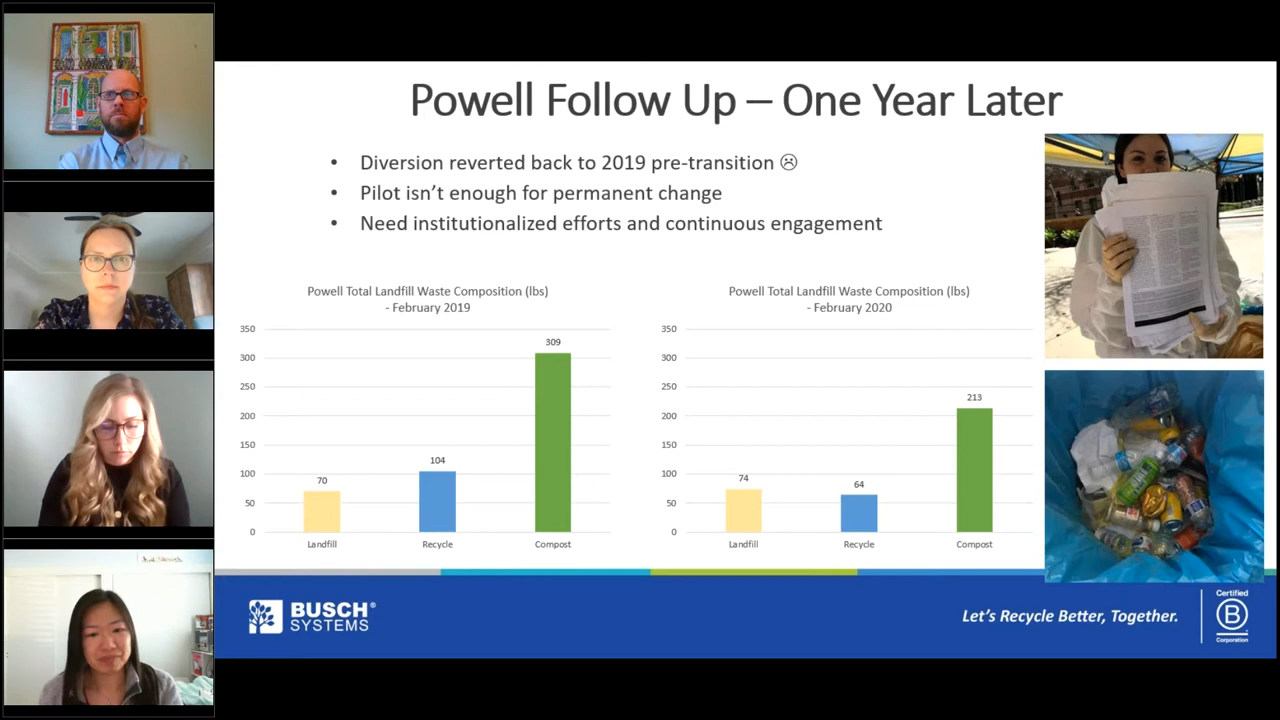 Powell Follow Up – One Year Later
• Diversion reverted back to 2019 pre-transition ☹
• Pilot isn’t enough for permanent change
• Need institutionalized efforts and continuous engagement
Powell Total Landfill Waste Composition (lbs)
- February 2019
350
300
250
200
150
100
50
0
70
104
309
Landfill
Recycle
Compost
Powell Total Landfill Waste Composition (lbs)
- February 2020
350
300
250
200
150
100
50
0
74
64
213
Landfill
Recycle
Compost
BUSCH®
SYSTEMS
Let’s Recycle Better, Together.
Certified
B
Corporation